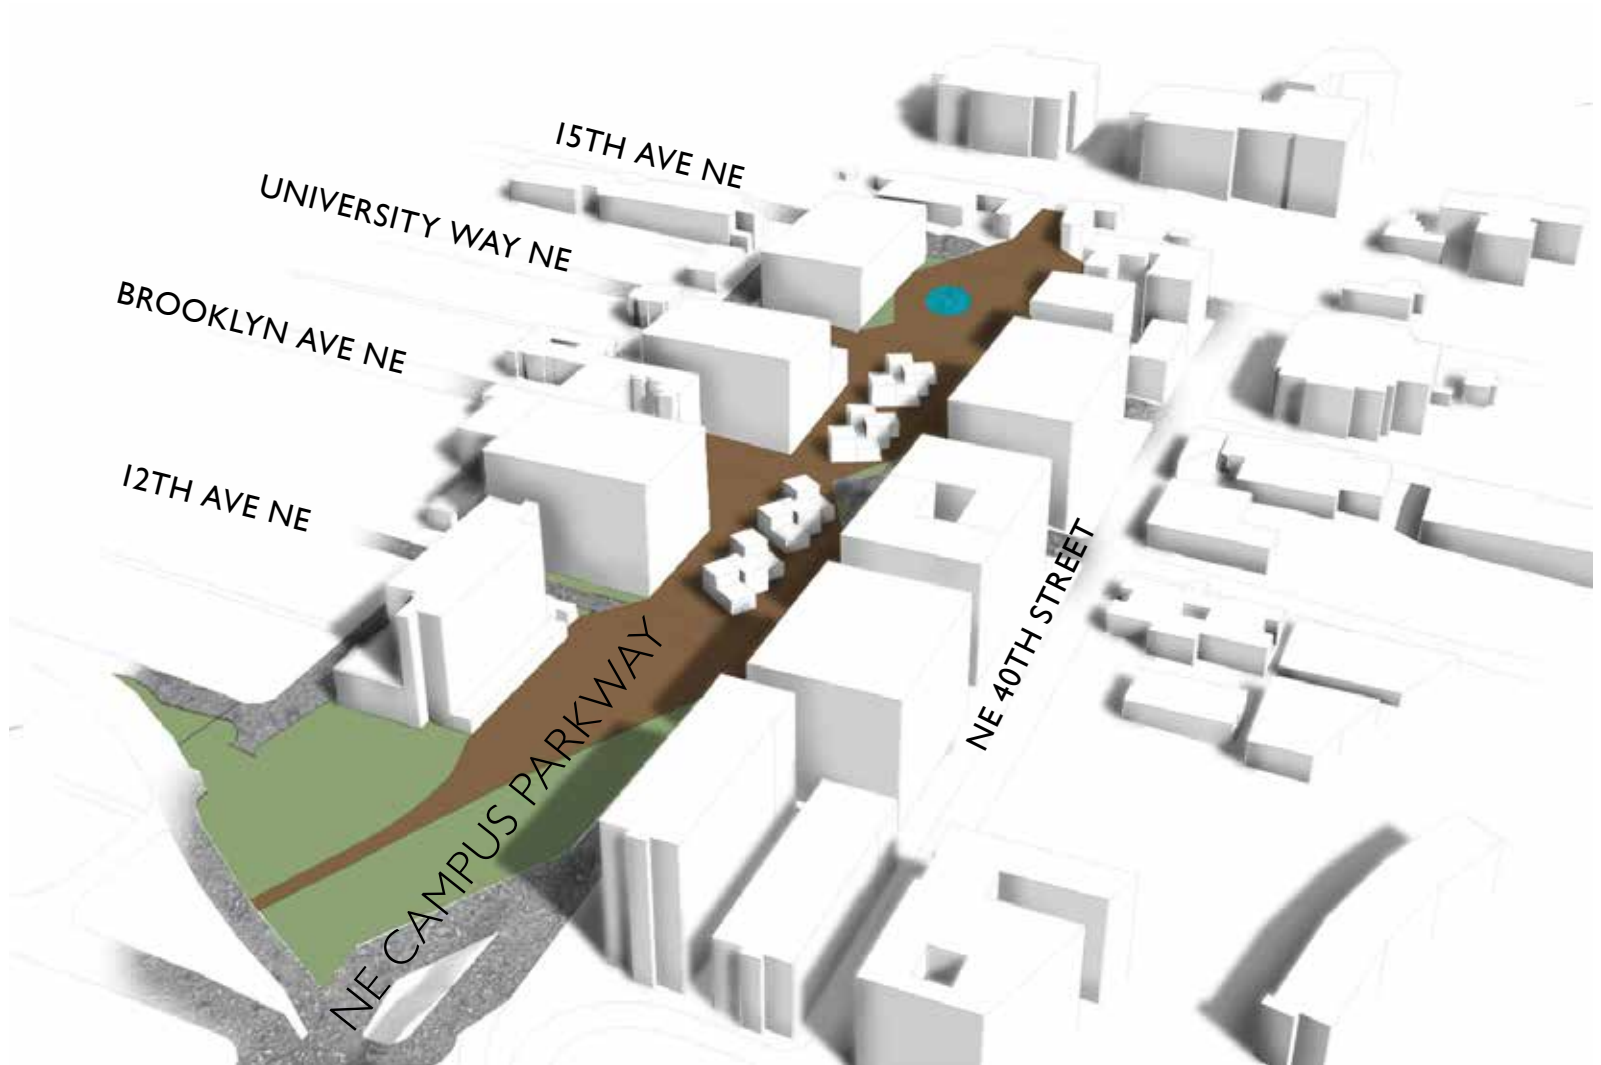 15TH AVE NE
UNIVERSITY WAY NE
BROOKLYN AVE NE
12TH AVE NE
NE 40TH STREET
NE CAMPUS PARKWAY